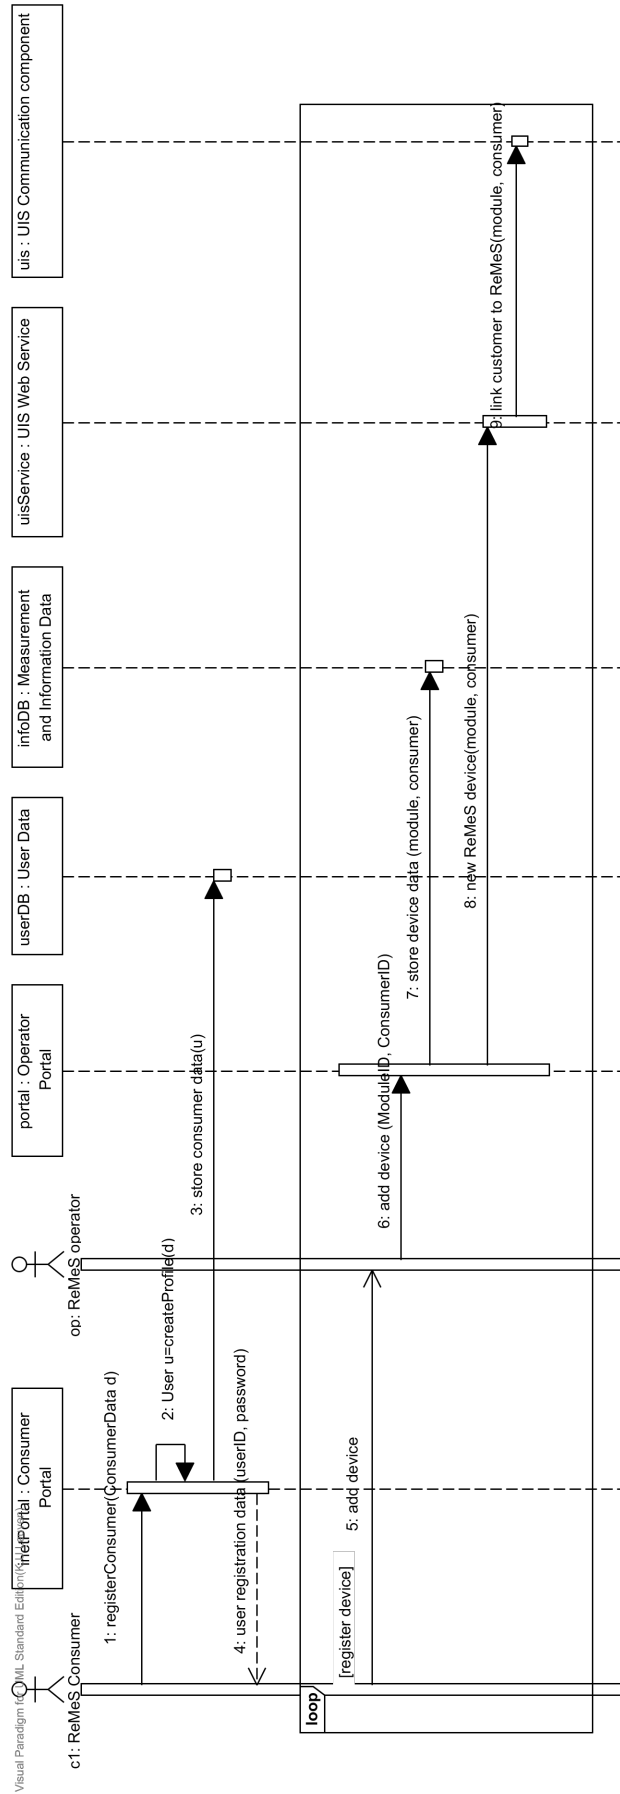 Visual Paradigm for UML Standard Edition(K.U.Leuven)
c1: ReMeS Consumer
inetPortal : Consumer
Portal
op: ReMeS operator
portal : Operator
Portal
userDB : User Data
infoDB : Measurement
and Information Data
uisService : UIS Web Service
uis : UIS Communication component
1: registerConsumer(ConsumerData d)
2: User u=createProfile(d)
3: store consumer data(u)
4: user registration data (userID, password)
loop
[register device]
5: add device
6: add device (ModuleID, ConsumerID)
7: store device data (module, consumer)
8: new ReMeS device(module, consumer)
9: link customer to ReMeS(module, consumer)